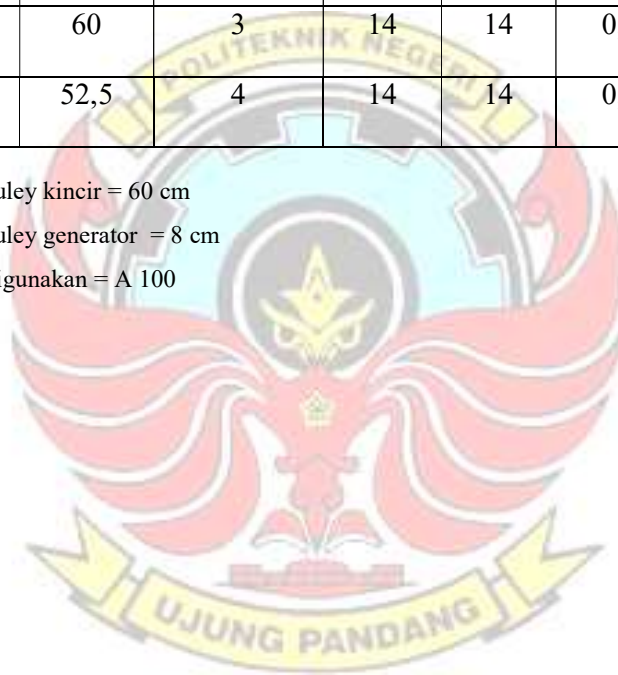 60 3 14 14 0
POLITEKNIK NEGERI
52,5 4 14 14 0
uley kincir = 60 cm
uley generator = 8 cm
igunakan = A 100
UJUNG PANDANG